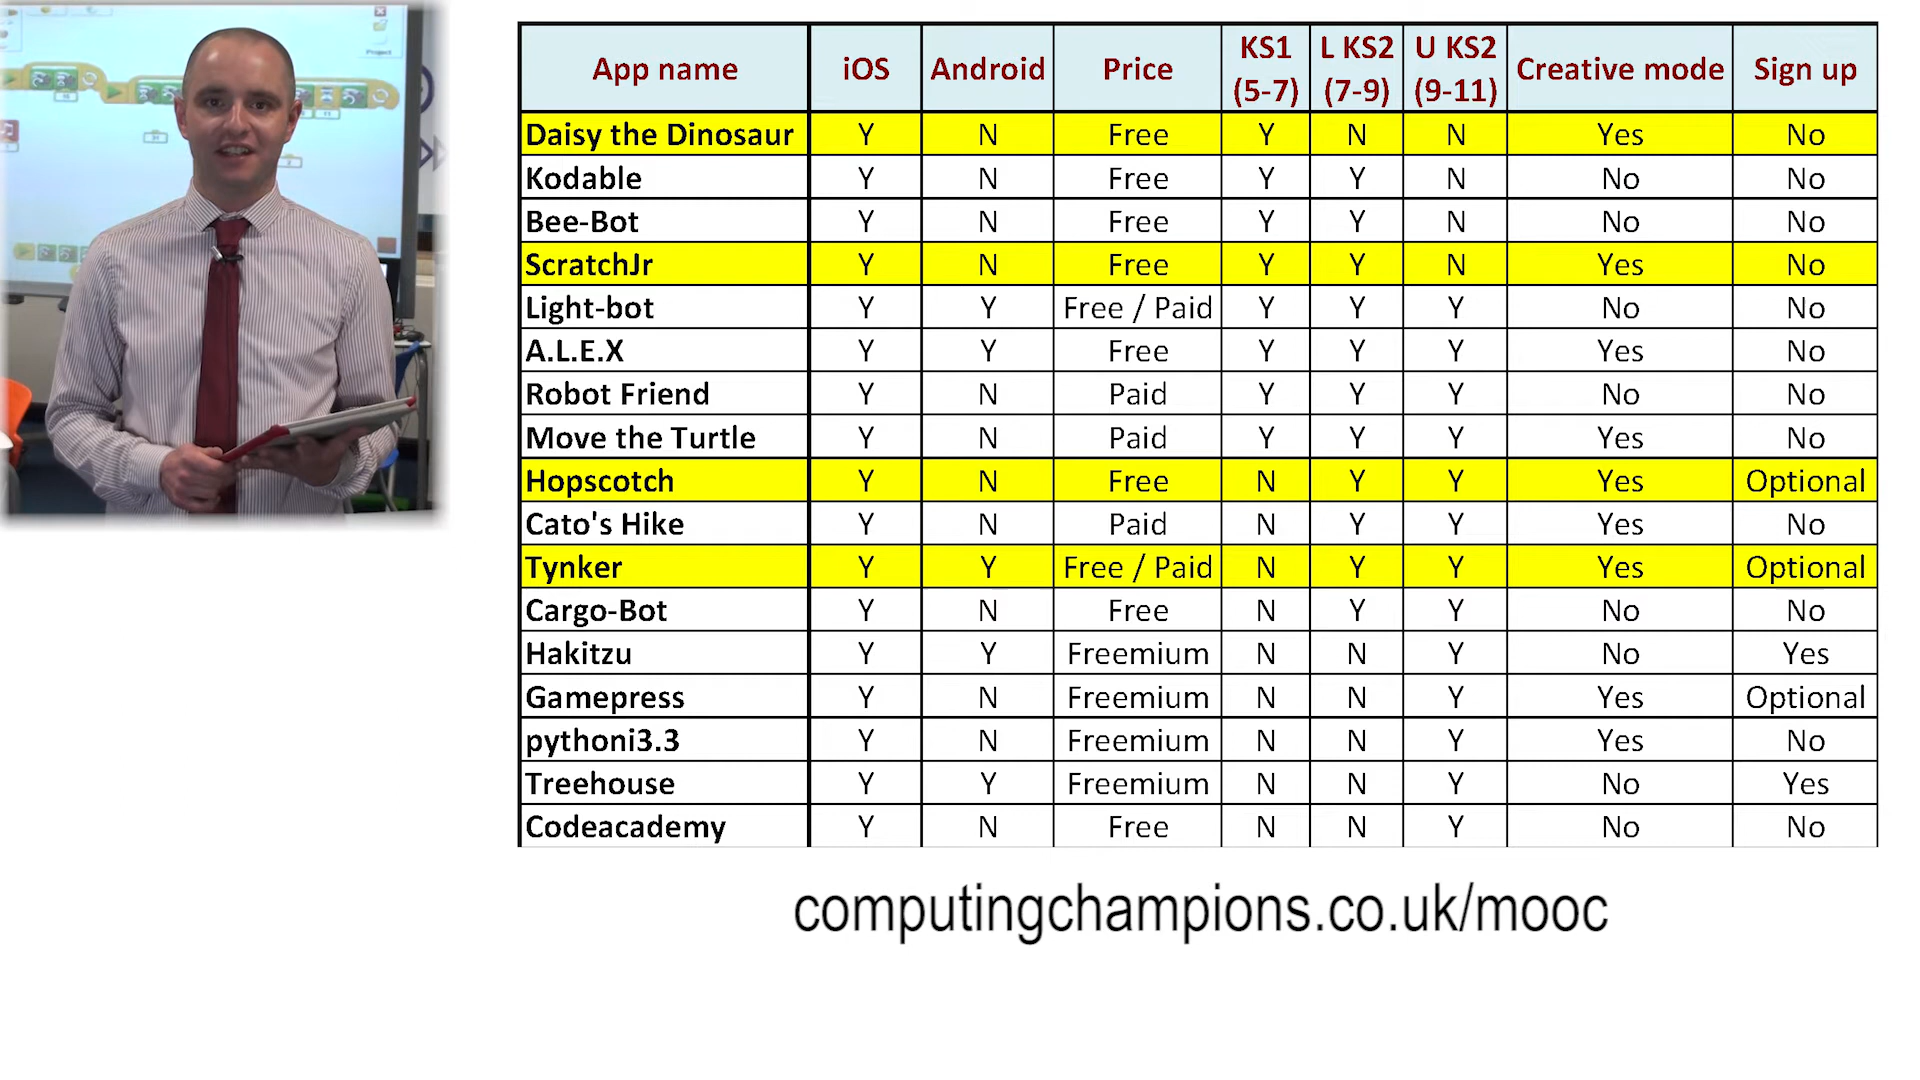 App name iOS Android Price KS1 (5-7) L KS2 (7-9) U KS2 (9-11) Creative mode Sign up
Daisy the Dinosaur Y N Free Y N N Yes No
Kodable Y N Free Y Y N No No
Bee-Bot Y N Free Y Y N No No
ScratchJr Y N Free Y Y N Yes No
Light-bot Y Y Free / Paid Y Y Y No No
A.L.E.X Y Y Free Y Y Y Yes No
Robot Friend Y N Paid Y Y Y No No
Move the Turtle Y N Paid Y Y Y Yes No
Hopscotch Y N Free N Y Y Yes Optional
Cato's Hike Y N Paid N Y Y Yes No
Tynker Y Y Free / Paid N Y Y Yes Optional
Cargo-Bot Y N Free N Y Y No No
Hakitzu Y Y Freemium N N Y No Yes
Gamepress Y N Freemium N N Y Yes Optional
pythoni3.3 Y N Freemium N N Y Yes No
Treehouse Y Y Freemium N N Y No Yes
Codeacademy Y N Free N N Y No No
computingchampions.co.uk/mooc
Project